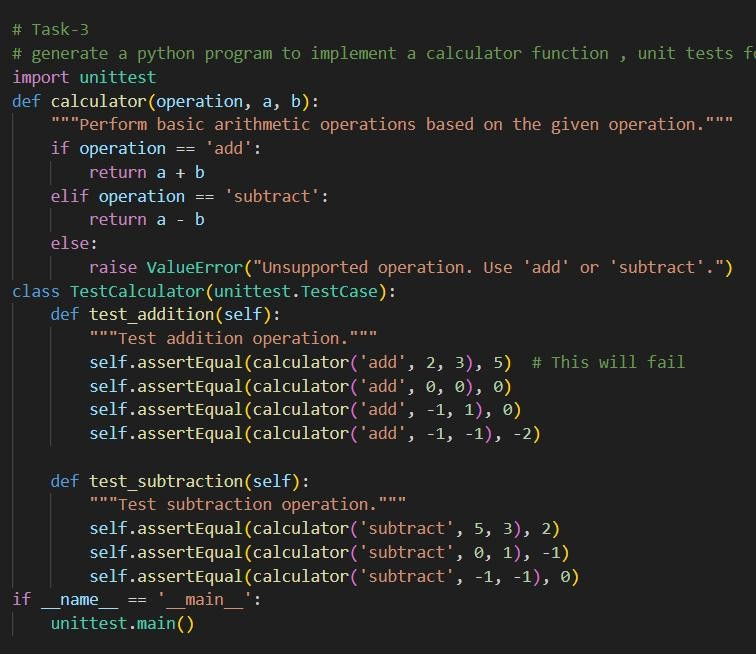 # Task-3
# generate a python program to implement a calculator function , unit tests
import unittest
def calculator(operation, a, b):
    """Perform basic arithmetic operations based on the given operation."""
    if operation == 'add':
        return a + b
    elif operation == 'subtract':
        return a - b
    else:
        raise ValueError("Unsupported operation. Use 'add' or 'subtract'.")
class TestCalculator(unittest.TestCase):
    def test_addition(self):
        """Test addition operation."""
        self.assertEqual(calculator('add', 2, 3), 5)  # This will fail
        self.assertEqual(calculator('add', 0, 0), 0)
        self.assertEqual(calculator('add', -1, 1), 0)
        self.assertEqual(calculator('add', -1, -1), -2)
    def test_subtraction(self):
        """Test subtraction operation."""
        self.assertEqual(calculator('subtract', 5, 3), 2)
        self.assertEqual(calculator('subtract', 0, 1), -1)
        self.assertEqual(calculator('subtract', -1, -1), 0)
if __name__ == '__main__':
    unittest.main()